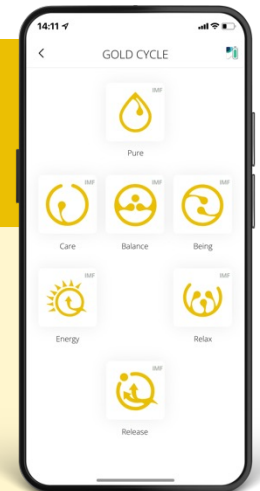 14:11
GOLD CYCLE
IMF
Pure
IMF IMF IMF
Care Balance Being
IMF IMF
Energy Relax
IMF
Release